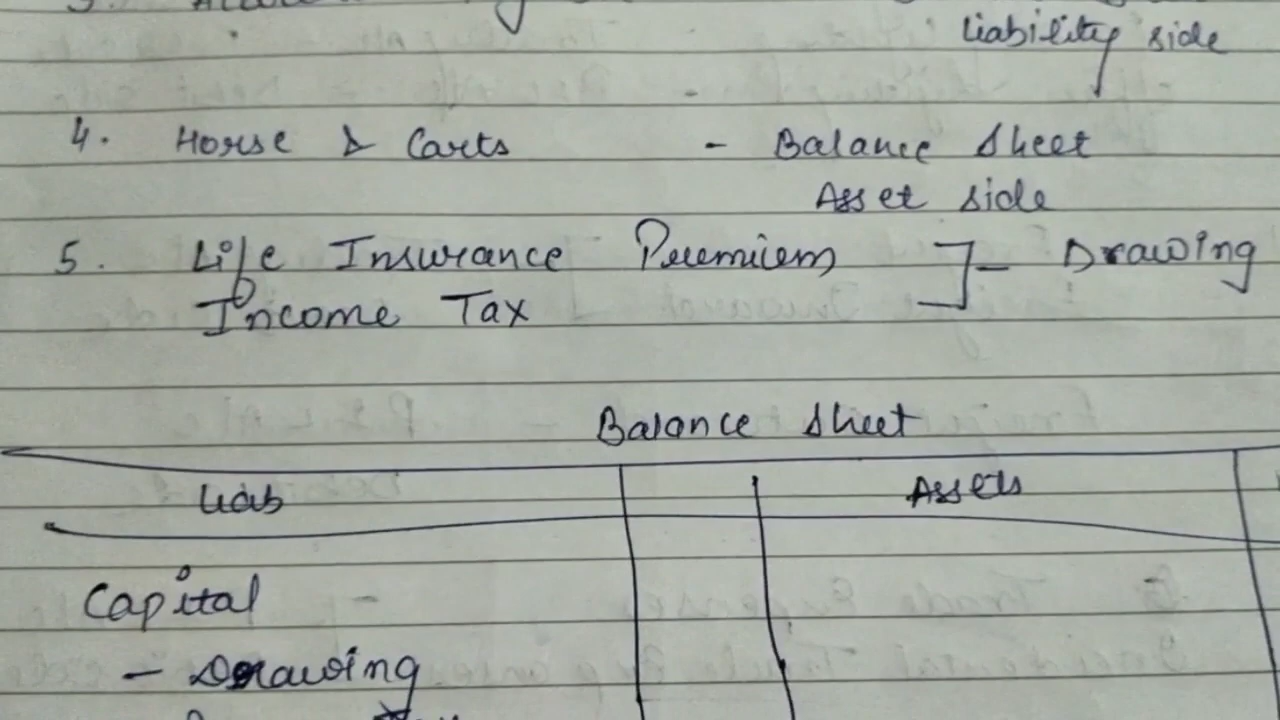 3.
liability side
4. Horse & Carts - Balance Sheet
Asset side
5. Life Insurance Premium ]- Drawing
Income Tax
Balance Sheet
Liab Assets
Capital
- Drawing